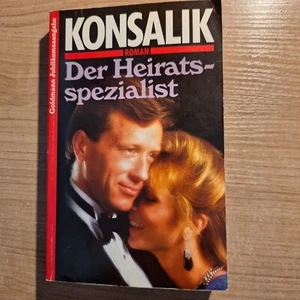 Goldmann Jubiläumsausgabe
KONSALIK
ROMAN
Der Heirats-
spezialist